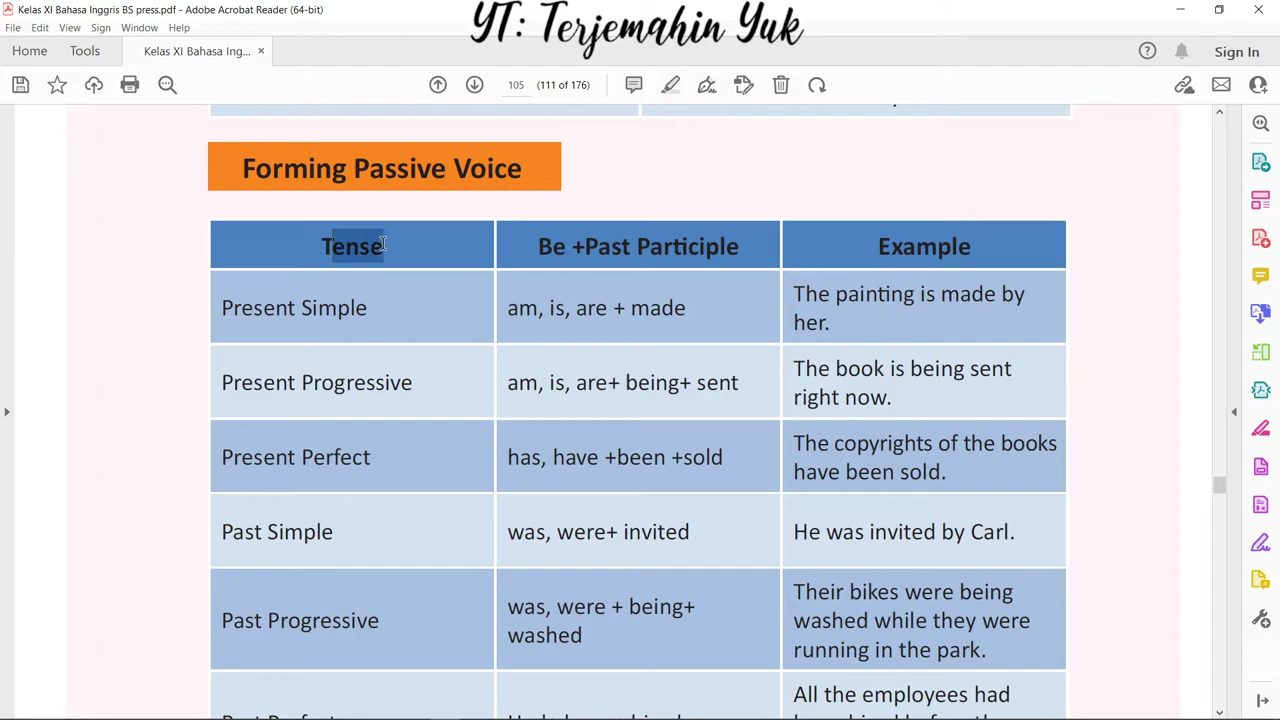 Kelas XI Bahasa Inggris BS press.pdf - Adobe Acrobat Reader (64-bit)
YT: Terjemahin Yuk
File Edit View Sign Window Help
Home Tools Kelas XI Bahasa Ing... × Sign In
105 (111 of 176)
Forming Passive Voice
Tense Be +Past Participle Example
Present Simple am, is, are + made The painting is made by
her.
Present Progressive am, is, are+ being+ sent The book is being sent
right now.
Present Perfect has, have +been +sold The copyrights of the books
have been sold.
Past Simple was, were+ invited He was invited by Carl.
Past Progressive was, were + being+
washed
Their bikes were being
washed while they were
running in the park.
All the employees had